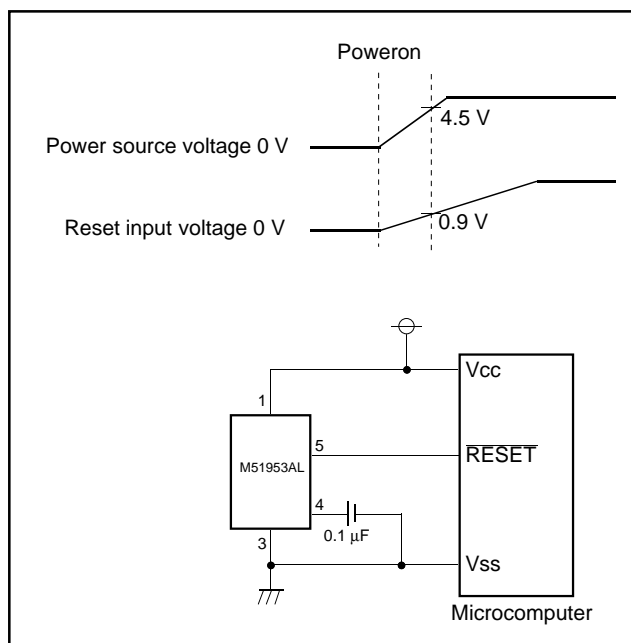 Poweron
4.5 V
Power source voltage 0 V
0.9 V
Reset input voltage 0 V
Vcc
1
5
RESET
M51953AL
4
0.1 μF
3
Vss
Microcomputer